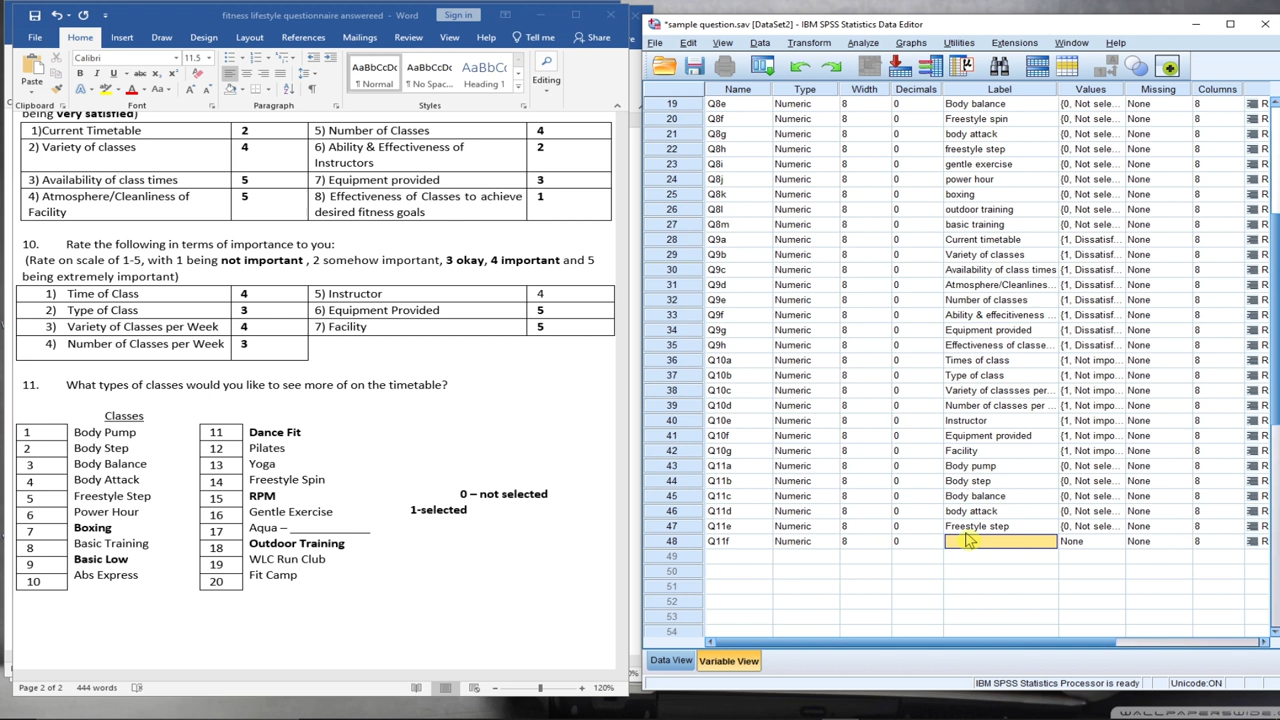 fitness lifestyle questionnaire answereed - Word
Sign in
File Home Insert Draw Design Layout References Mailings Review View Help Tell me Share
Paste
Calibri 11.5
B I U abc x₂ x²
AaBbCcDc AaBbCcDc AaBbCc
¶ Normal ¶ No Spac... Heading 1
Editing
Clipboard Font Paragraph Styles
being very satisfied)
1)Current Timetable 2 5) Number of Classes 4
2) Variety of classes 4 6) Ability & Effectiveness of
Instructors 2
3) Availability of class times 5 7) Equipment provided 3
4) Atmosphere/Cleanliness of
Facility 5 8) Effectiveness of Classes to achieve
desired fitness goals 1
10. Rate the following in terms of importance to you:
(Rate on scale of 1-5, with 1 being not important , 2 somehow important, 3 okay, 4 important and 5
being extremely important)
1) Time of Class 4 5) Instructor 4
2) Type of Class 3 6) Equipment Provided 5
3) Variety of Classes per Week 4 7) Facility 5
4) Number of Classes per Week 3
11. What types of classes would you like to see more of on the timetable?
Classes
1 Body Pump 11 Dance Fit
2 Body Step 12 Pilates
3 Body Balance 13 Yoga
4 Body Attack 14 Freestyle Spin
5 Freestyle Step 15 RPM
6 Power Hour 16 Gentle Exercise
7 Boxing 17 Aqua – ____________
8 Basic Training 18 Outdoor Training
9 Basic Low 19 WLC Run Club
10 Abs Express 20 Fit Camp
0 – not selected
1-selected
Page 2 of 2 444 words 120%
*sample question.sav [DataSet2] - IBM SPSS Statistics Data Editor
File Edit View Data Transform Analyze Graphs Utilities Extensions Window Help
Name Type Width Decimals Label Values Missing Columns
19 Q8e Numeric 8 0 Body balance {0, Not sele... None 8 R
20 Q8f Numeric 8 0 Freestyle spin {0, Not sele... None 8 R
21 Q8g Numeric 8 0 body attack {0, Not sele... None 8 R
22 Q8h Numeric 8 0 freestyle step {0, Not sele... None 8 R
23 Q8i Numeric 8 0 gentle exercise {0, Not sele... None 8 R
24 Q8j Numeric 8 0 power hour {0, Not sele... None 8 R
25 Q8k Numeric 8 0 boxing {0, Not sele... None 8 R
26 Q8l Numeric 8 0 outdoor training {0, Not sele... None 8 R
27 Q8m Numeric 8 0 basic training {0, Not sele... None 8 R
28 Q9a Numeric 8 0 Current timetable {1, Dissatisf... None 8 R
29 Q9b Numeric 8 0 Variety of classes {1, Dissatisf... None 8 R
30 Q9c Numeric 8 0 Availability of class times {1, Dissatisf... None 8 R
31 Q9d Numeric 8 0 Atmosphere/Cleanlines... {1, Dissatisf... None 8 R
32 Q9e Numeric 8 0 Number of classes {1, Dissatisf... None 8 R
33 Q9f Numeric 8 0 Ability & effecitiveness ... {1, Dissatisf... None 8 R
34 Q9g Numeric 8 0 Equipment provided {1, Dissatisf... None 8 R
35 Q9h Numeric 8 0 Effectiveness of classe... {1, Dissatisf... None 8 R
36 Q10a Numeric 8 0 Times of class {1, Not impo... None 8 R
37 Q10b Numeric 8 0 Type of class {1, Not impo... None 8 R
38 Q10c Numeric 8 0 Variety of classses per... {1, Not impo... None 8 R
39 Q10d Numeric 8 0 Number of classes per ... {1, Not impo... None 8 R
40 Q10e Numeric 8 0 Instructor {1, Not impo... None 8 R
41 Q10f Numeric 8 0 Equipment provided {1, Not impo... None 8 R
42 Q10g Numeric 8 0 Facility {1, Not impo... None 8 R
43 Q11a Numeric 8 0 Body pump {0, Not sele... None 8 R
44 Q11b Numeric 8 0 Body step {0, Not sele... None 8 R
45 Q11c Numeric 8 0 Body balance {0, Not sele... None 8 R
46 Q11d Numeric 8 0 body attack {0, Not sele... None 8 R
47 Q11e Numeric 8 0 Freestyle step {0, Not sele... None 8 R
48 Q11f Numeric 8 0 None None 8 R
49
50
51
52
53
54
Data View Variable View
IBM SPSS Statistics Processor is ready Unicode:ON